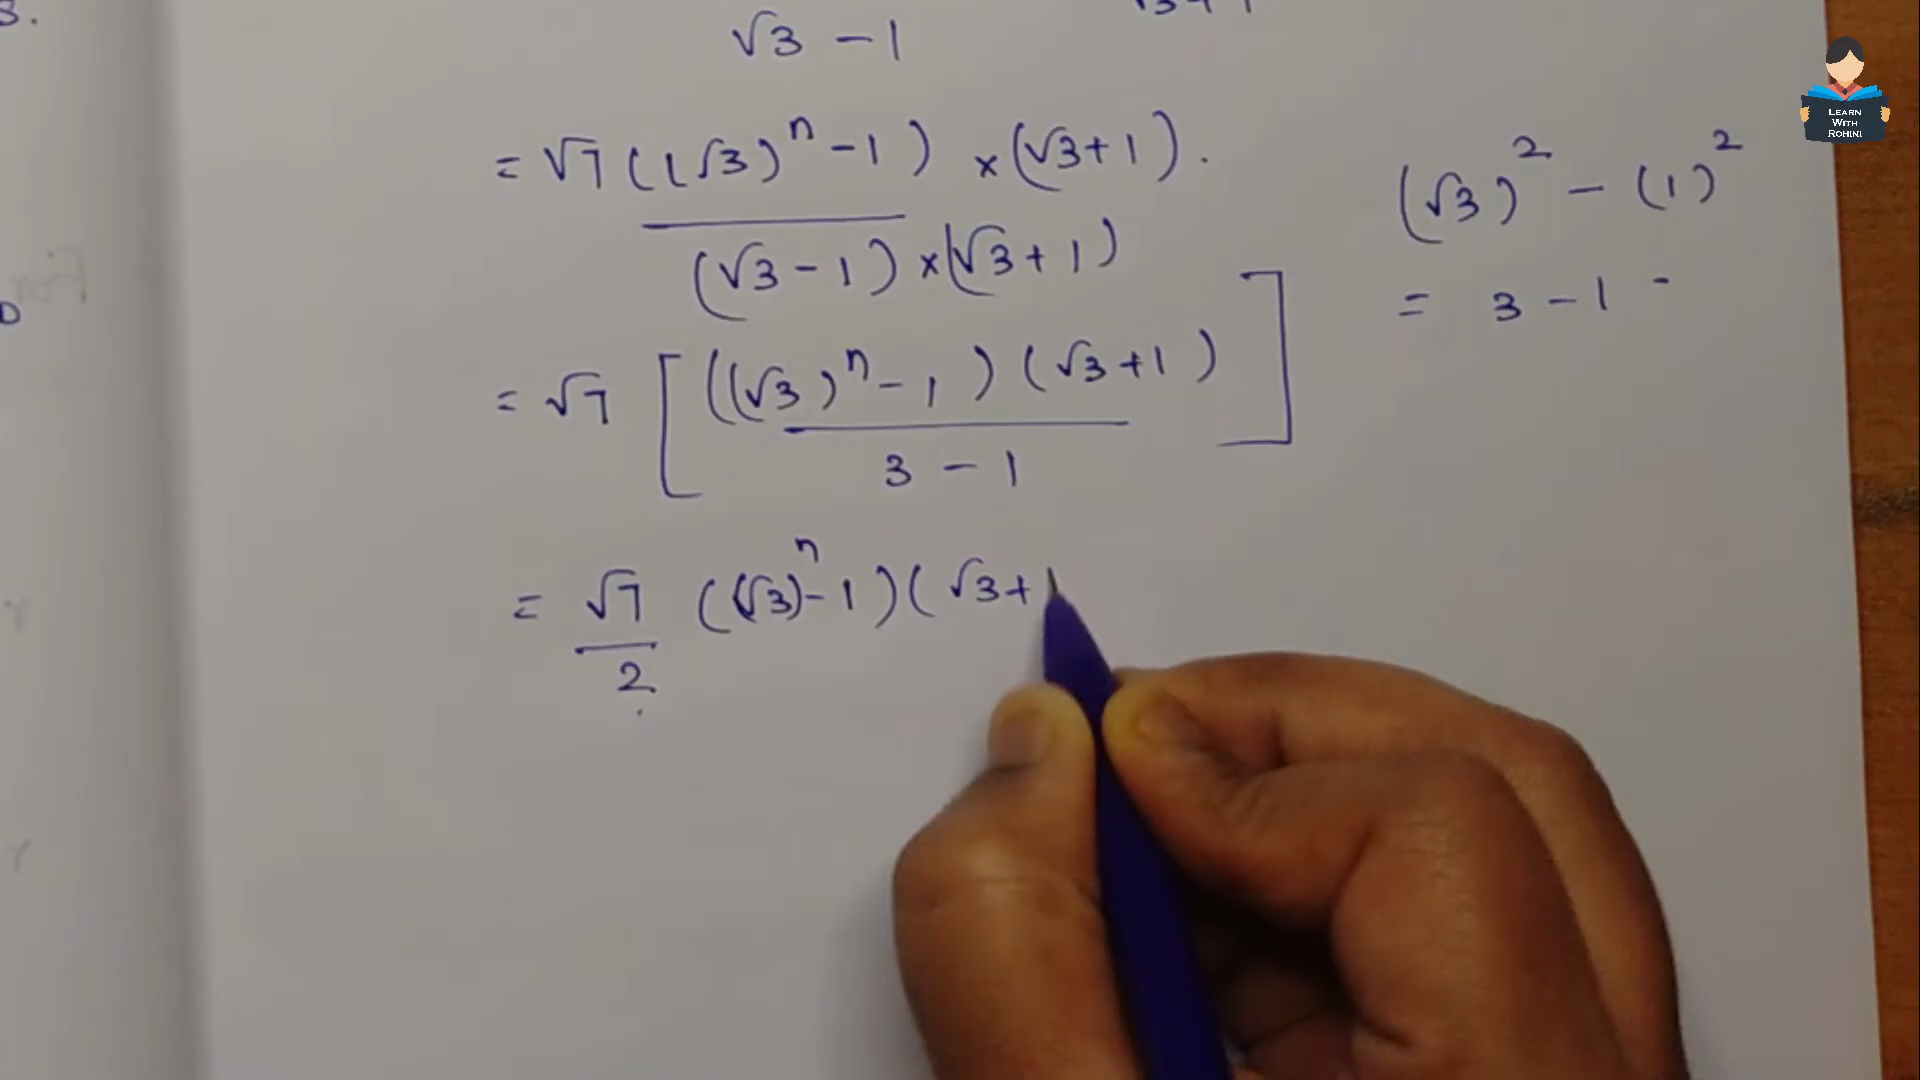 3.
√3 - 1
= √7 ((√3)ⁿ - 1) × (√3 + 1).
(√3 - 1) × (√3 + 1)
= √7 [ ((√3)ⁿ - 1) (√3 + 1) ]
3 - 1
= √7 ((√3)ⁿ - 1) (√3 +
2
(√3)² - (1)²
= 3 - 1
LEARN
WITH
ROHINI